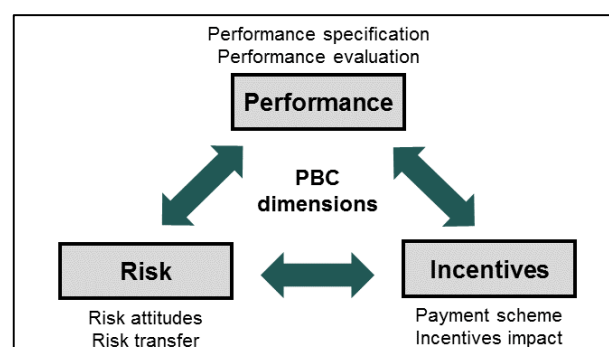 Performance specification
Performance evaluation
Performance
PBC
dimensions
Risk
Incentives
Risk attitudes
Risk transfer
Payment scheme
Incentives impact